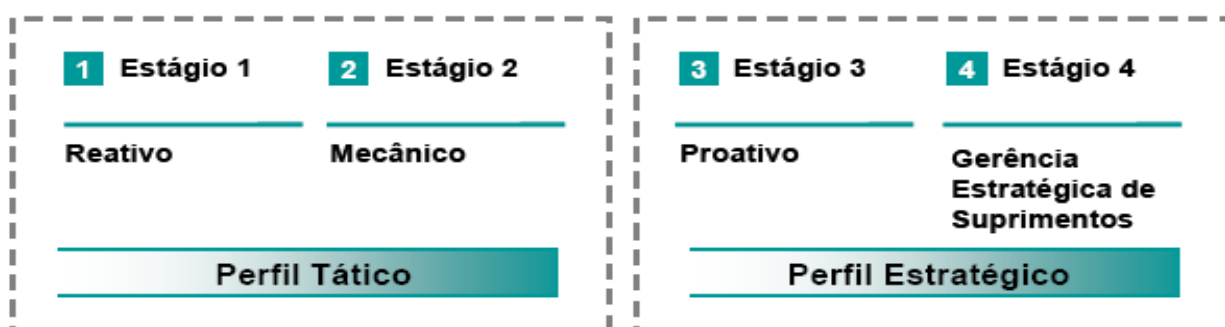 1 Estágio 1
2 Estágio 2
Reativo
Mecânico
Perfil Tático
3 Estágio 3
4 Estágio 4
Proativo
Gerência
Estratégica de
Suprimentos
Perfil Estratégico